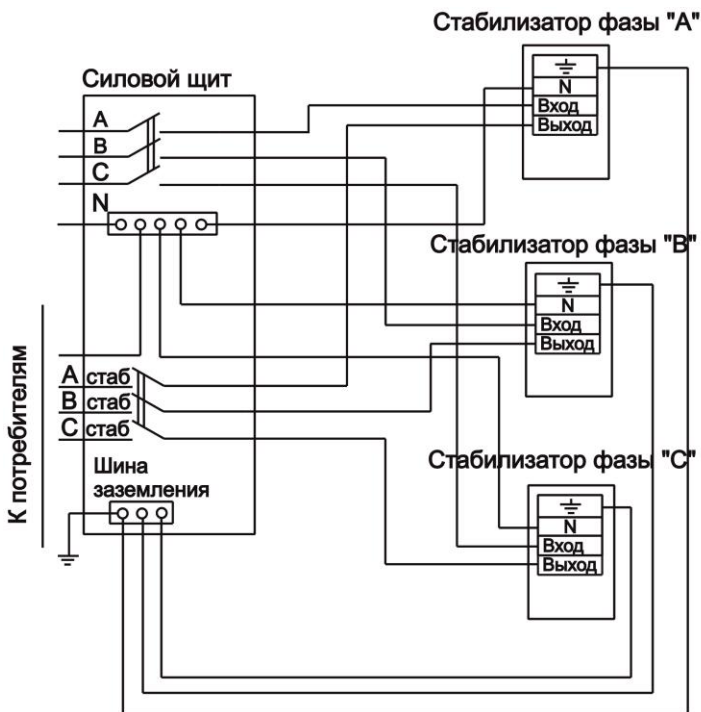 Стабилизатор фазы "А"
Силовой щит
N
Вход
Выход
A
B
C
N
Стабилизатор фазы "В"
N
Вход
Выход
К потребителям
А стаб
В стаб
С стаб
Стабилизатор фазы "С"
Шина
заземления
N
Вход
Выход